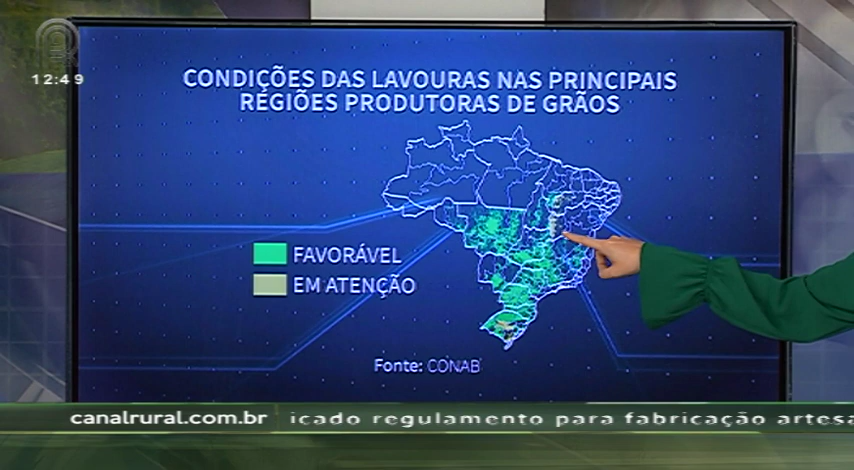 12:49
CONDIÇÕES DAS LAVOURAS NAS PRINCIPAIS
REGIÕES PRODUTORAS DE GRÃOS
FAVORÁVEL
EM ATENÇÃO
Fonte: CONAB
canalrural.com.br icado regulamento para fabricação artesa